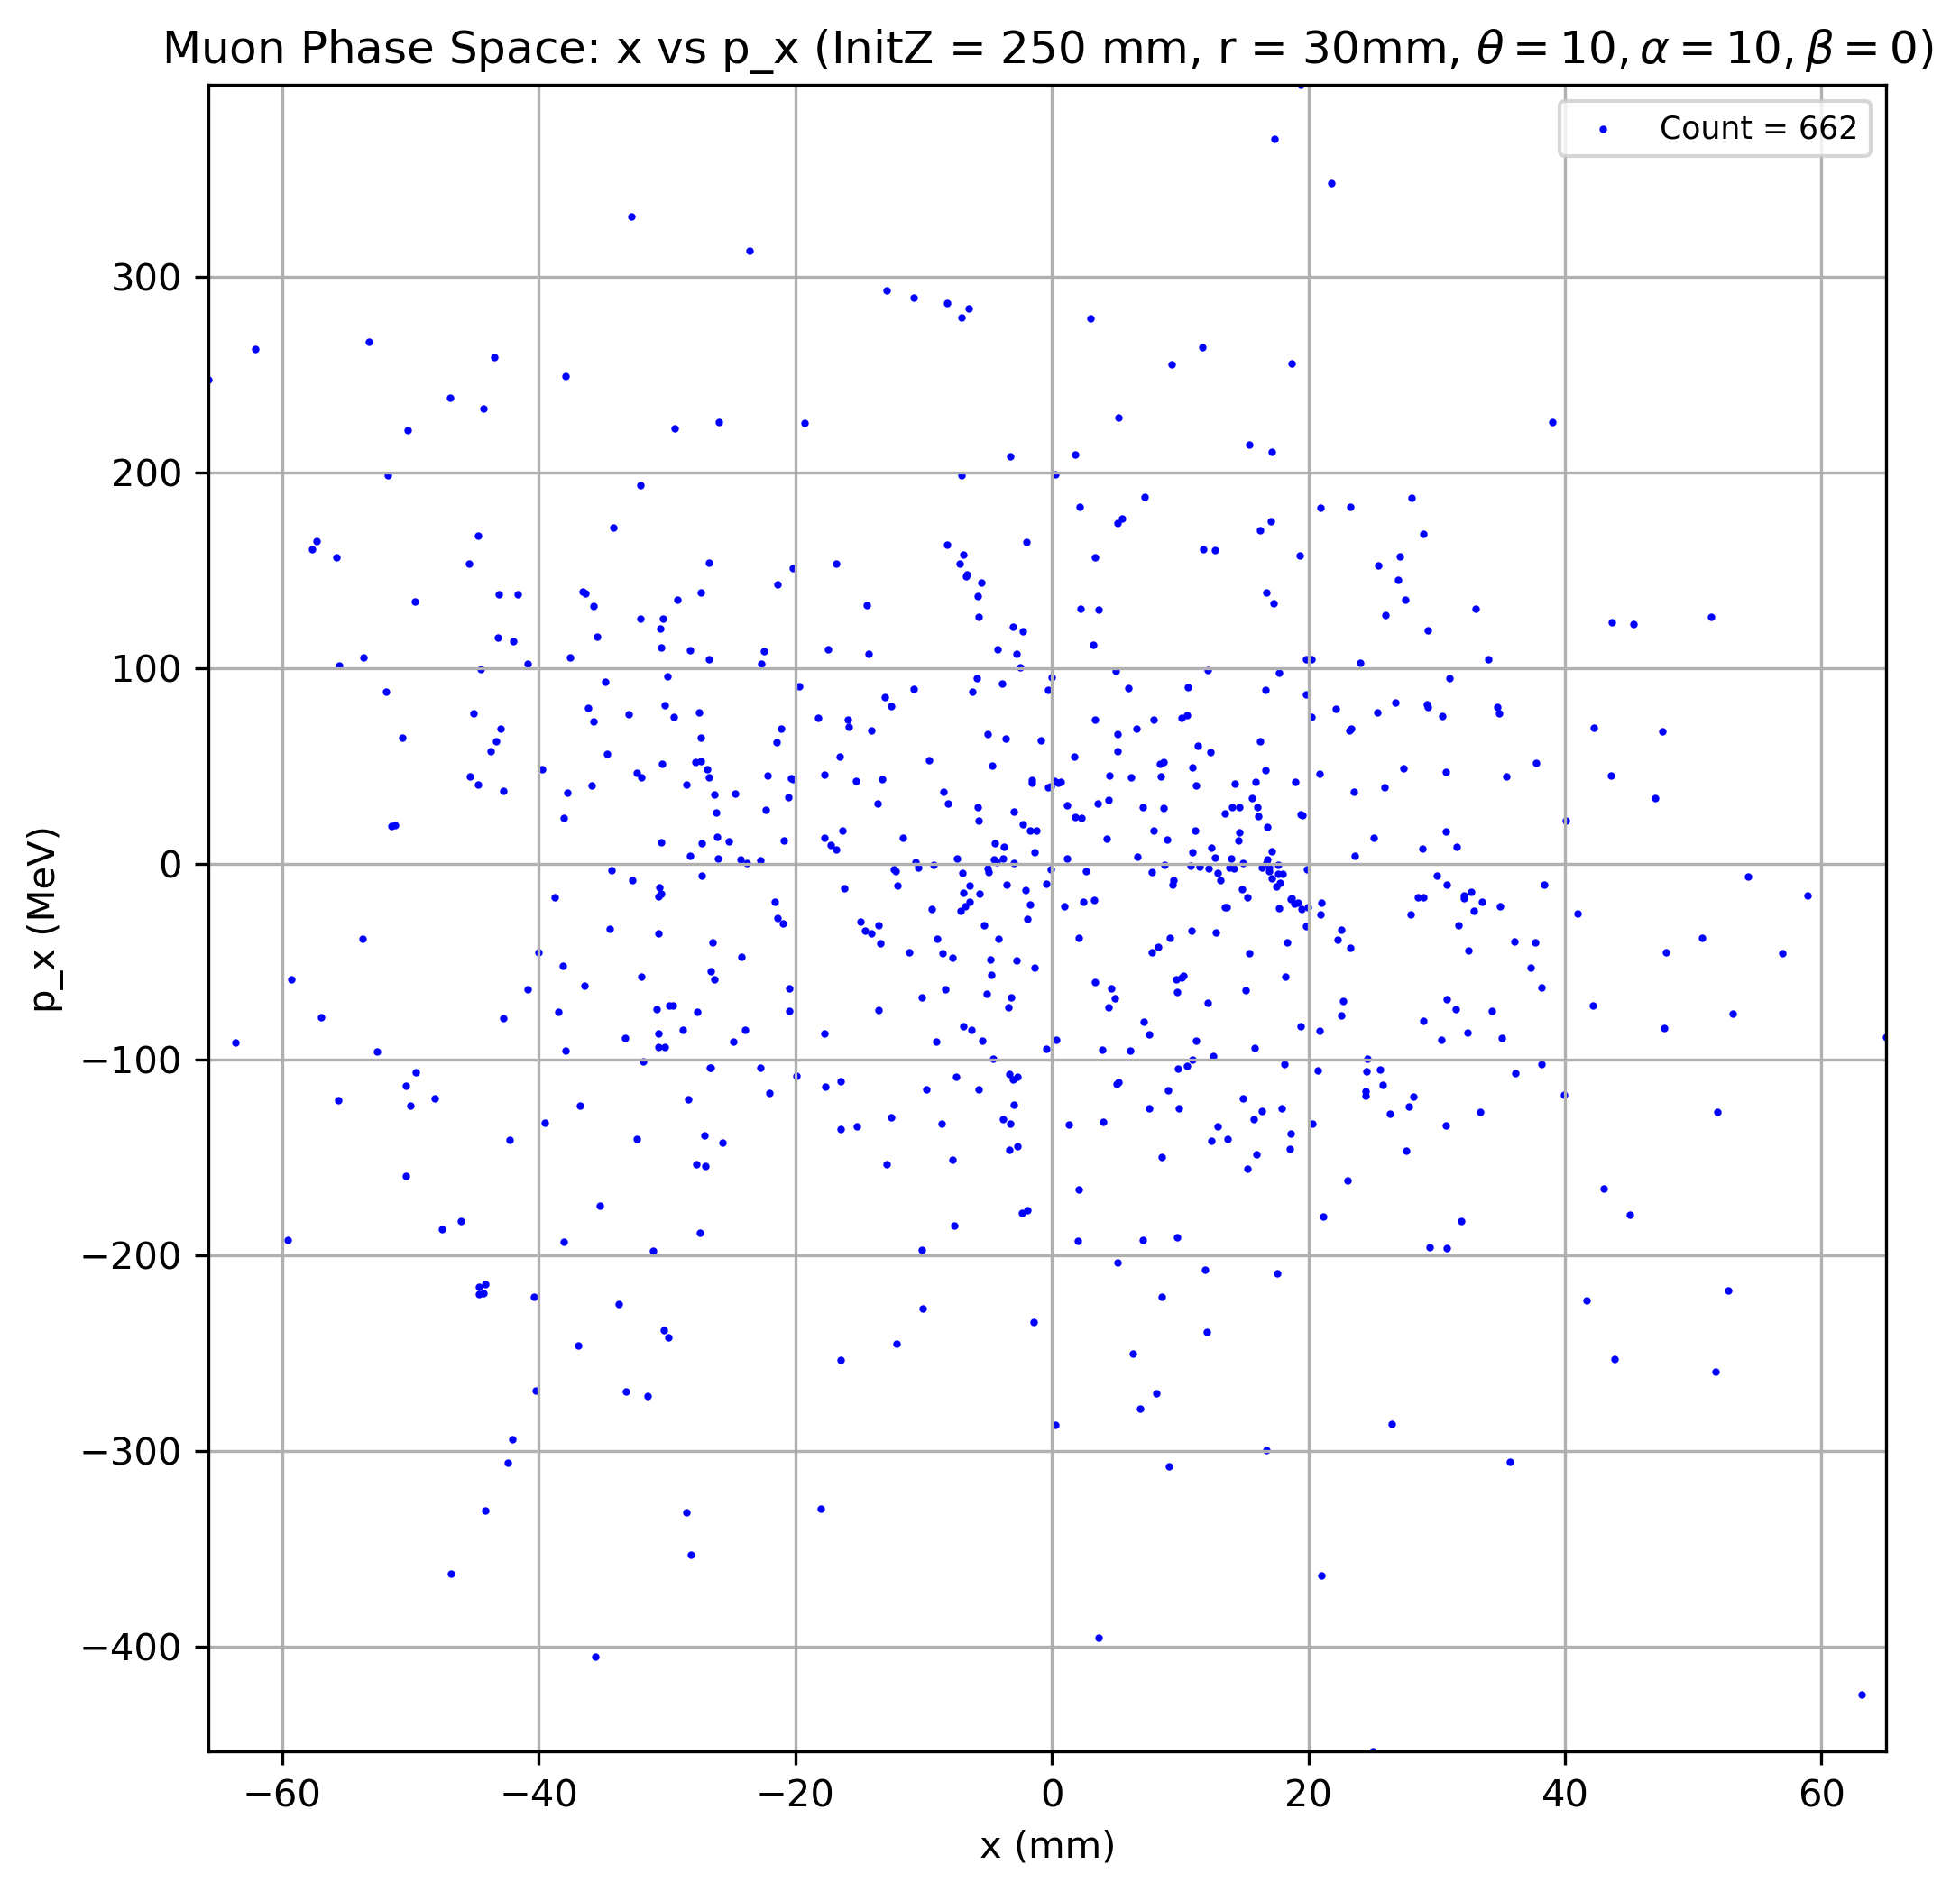 Muon Phase Space: x vs p_x (InitZ = 250 mm, r = 30mm, θ = 10, α = 10, β = 0)
Count = 662
300
200
100
0
−100
−200
−300
−400
p_x (MeV)
−60 −40 −20 0 20 40 60
x (mm)